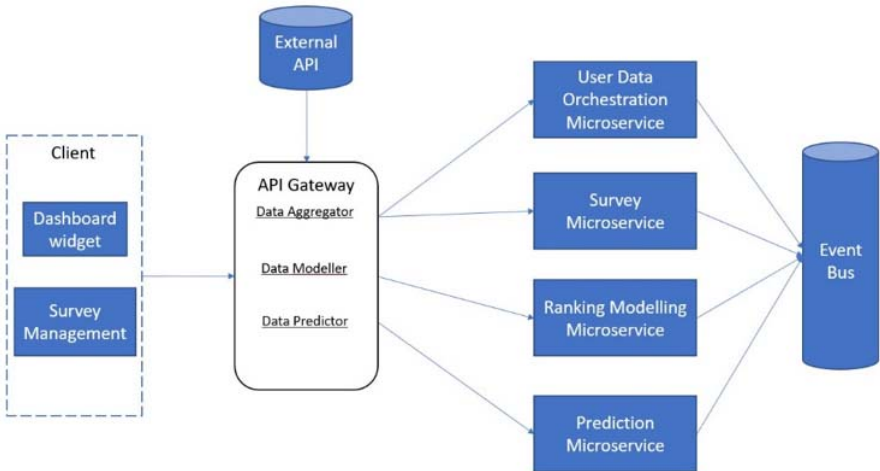 External
API
Client
Dashboard
widget
Survey
Management
API Gateway
Data Aggregator
Data Modeller
Data Predictor
User Data
Orchestration
Microservice
Survey
Microservice
Ranking Modelling
Microservice
Prediction
Microservice
Event
Bus